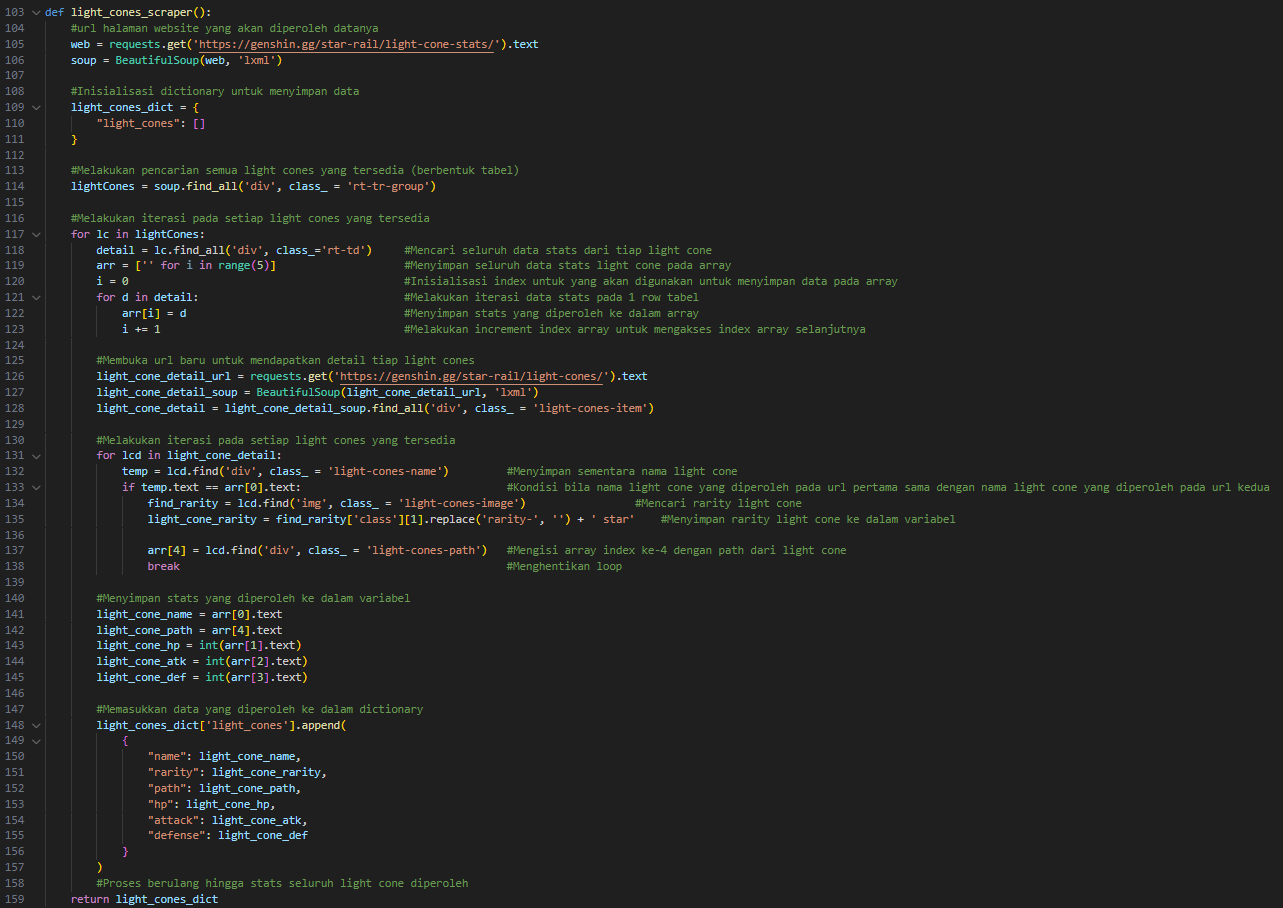 103 def light_cones_scraper():
104 #url halaman website yang akan diperoleh datanya
105 web = requests.get('https://genshin.gg/star-rail/light-cone-stats/').text
106 soup = BeautifulSoup(web, 'lxml')
107
108 #Inisialisasi dictionary untuk menyimpan data
109 light_cones_dict = {
110 "light_cones": []
111 }
112
113 #Melakukan pencarian semua light cones yang tersedia (berbentuk tabel)
114 lightCones = soup.find_all('div', class_ = 'rt-tr-group')
115
116 #Melakukan iterasi pada setiap light cones yang tersedia
117 for lc in lightCones:
118 detail = lc.find_all('div', class_='rt-td') #Mencari seluruh data stats dari tiap light cone
119 arr = ['' for i in range(5)] #Menyimpan seluruh data stats light cone pada array
120 i = 0 #Inisialisasi index untuk yang akan digunakan untuk menyimpan data pada array
121 for d in detail: #Melakukan iterasi data stats pada 1 row tabel
122 arr[i] = d #Menyimpan stats yang diperoleh ke dalam array
123 i += 1 #Melakukan increment index array untuk mengakses index array selanjutnya
124
125 #Membuka url baru untuk mendapatkan detail tiap light cones
126 light_cone_detail_url = requests.get('https://genshin.gg/star-rail/light-cones/').text
127 light_cone_detail_soup = BeautifulSoup(light_cone_detail_url, 'lxml')
128 light_cone_detail = light_cone_detail_soup.find_all('div', class_ = 'light-cones-item')
129
130 #Melakukan iterasi pada setiap light cones yang tersedia
131 for lcd in light_cone_detail:
132 temp = lcd.find('div', class_ = 'light-cones-name') #Menyimpan sementara nama light cone
133 if temp.text == arr[0].text: #Kondisi bila nama light cone yang diperoleh pada url pertama sama dengan nama light cone yang diperoleh pada url kedua
134 find_rarity = lcd.find('img', class_ = 'light-cones-image') #Mencari rarity light cone
135 light_cone_rarity = find_rarity['class'][1].replace('rarity-', '') + ' star' #Menyimpan rarity light cone ke dalam variabel
136
137 arr[4] = lcd.find('div', class_ = 'light-cones-path') #Mengisi array index ke-4 dengan path dari light cone
138 break #Menghentikan loop
139
140 #Menyimpan stats yang diperoleh ke dalam variabel
141 light_cone_name = arr[0].text
142 light_cone_path = arr[4].text
143 light_cone_hp = int(arr[1].text)
144 light_cone_atk = int(arr[2].text)
145 light_cone_def = int(arr[3].text)
146
147 #Memasukkan data yang diperoleh ke dalam dictionary
148 light_cones_dict['light_cones'].append(
149 {
150 "name": light_cone_name,
151 "rarity": light_cone_rarity,
152 "path": light_cone_path,
153 "hp": light_cone_hp,
154 "attack": light_cone_atk,
155 "defense": light_cone_def
156 }
157 )
158 #Proses berulang hingga stats seluruh light cone diperoleh
159 return light_cones_dict